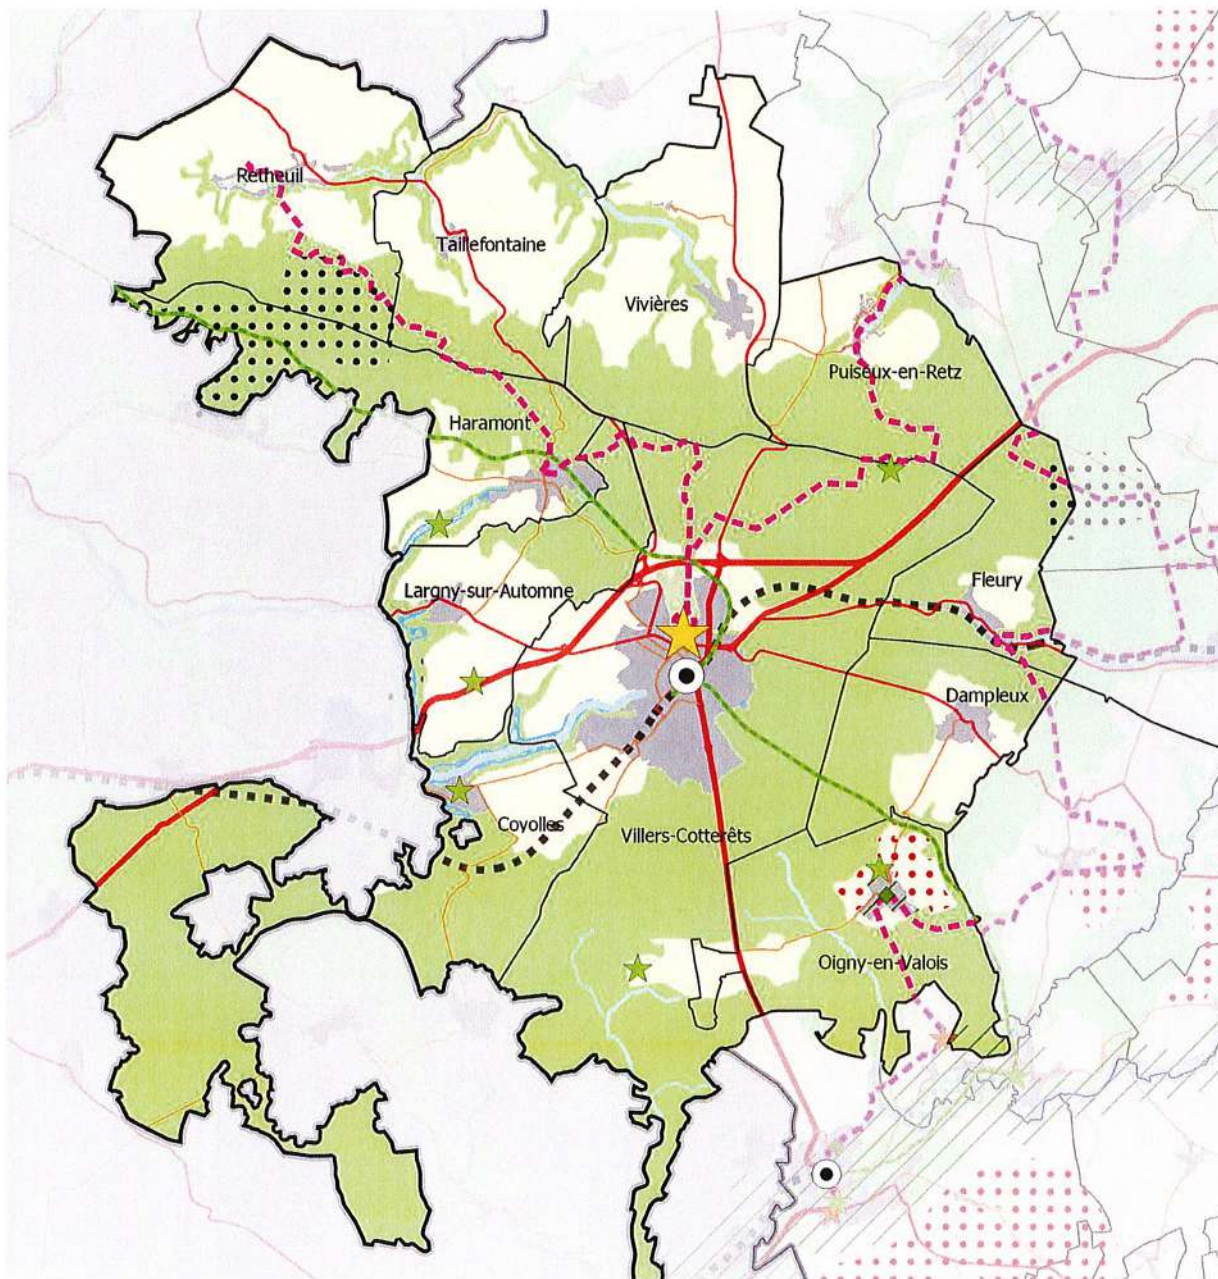 Retheuil
Taillefontaine
Vivières
Puiseux-en-Retz
Haramont
Largny-sur-Automne
Fleury
Dampleux
Coyolles
Villers-Cotterêts
Oigny-en-Valois